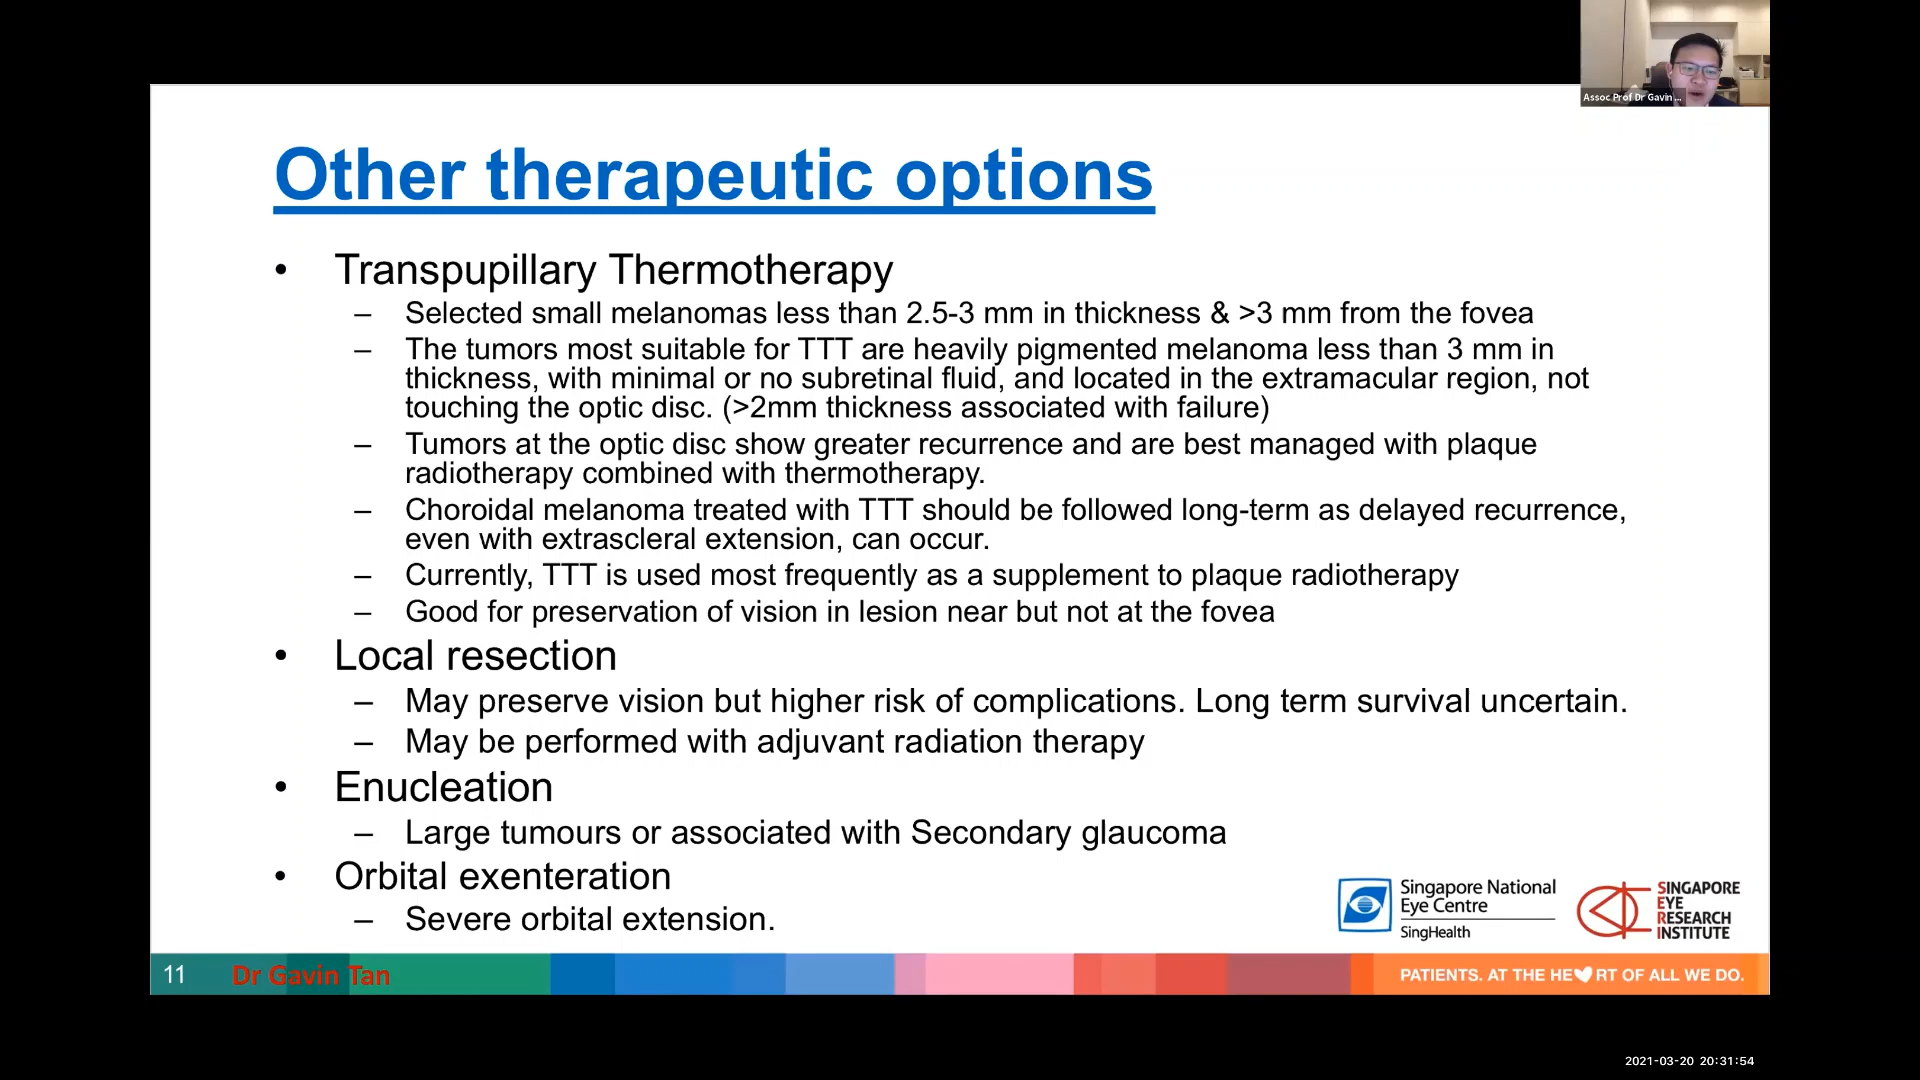 Assoc Prof Dr Gavin ...
Other therapeutic options
• Transpupillary Thermotherapy
– Selected small melanomas less than 2.5-3 mm in thickness & >3 mm from the fovea
– The tumors most suitable for TTT are heavily pigmented melanoma less than 3 mm in
thickness, with minimal or no subretinal fluid, and located in the extramacular region, not
touching the optic disc. (>2mm thickness associated with failure)
– Tumors at the optic disc show greater recurrence and are best managed with plaque
radiotherapy combined with thermotherapy.
– Choroidal melanoma treated with TTT should be followed long-term as delayed recurrence,
even with extrascleral extension, can occur.
– Currently, TTT is used most frequently as a supplement to plaque radiotherapy
– Good for preservation of vision in lesion near but not at the fovea
• Local resection
– May preserve vision but higher risk of complications. Long term survival uncertain.
– May be performed with adjuvant radiation therapy
• Enucleation
– Large tumours or associated with Secondary glaucoma
• Orbital exenteration
– Severe orbital extension.
Singapore National
Eye Centre
SingHealth
SINGAPORE
EYE
RESEARCH
INSTITUTE
11 Dr Gavin Tan
PATIENTS. AT THE HE♥RT OF ALL WE DO.
2021-03-20 20:31:54